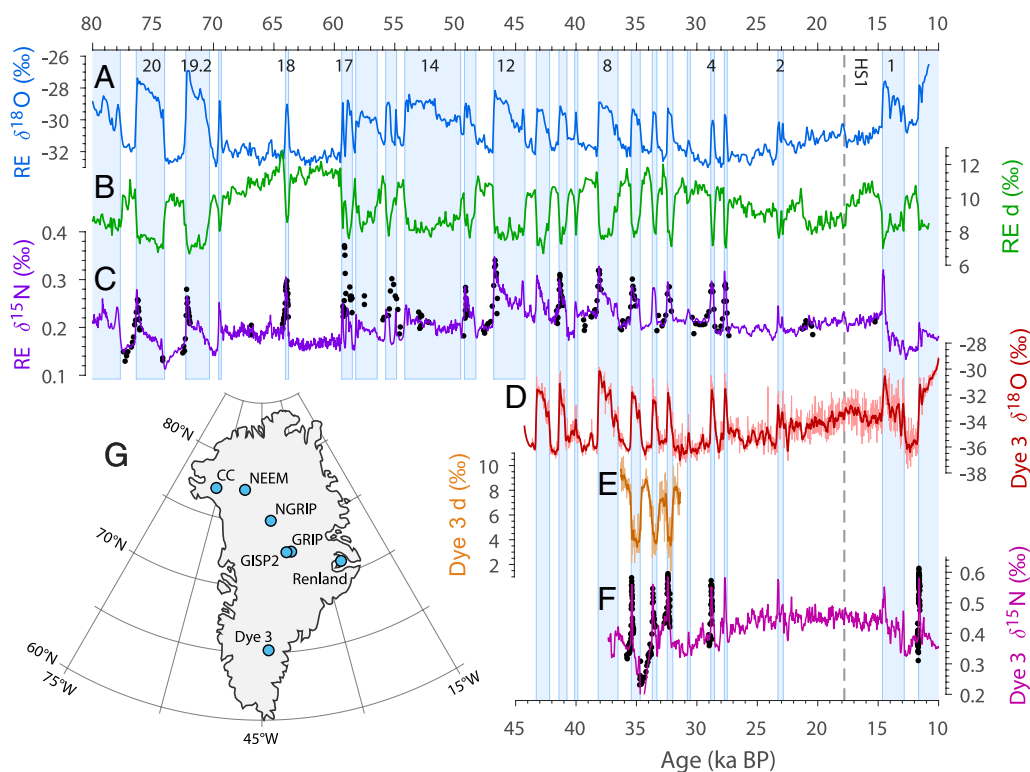 80 75 70 65 60 55 50 45 40 35 30 25 20 15 10
20 19.2 18 17 14 12 8 4 2 HS1 1
A
RE δ18O (‰)
-26
-28
-30
-32
B
RE d (‰)
12
10
8
6
C
RE δ15N (‰)
0.4
0.3
0.2
0.1
D
Dye 3 δ18O (‰)
-28
-30
-32
-34
-36
-38
E
Dye 3 d (‰)
10
8
6
4
2
F
Dye 3 δ15N (‰)
0.6
0.5
0.4
0.3
0.2
45 40 35 30 25 20 15 10
Age (ka BP)
G
80°N
70°N
60°N
75°W
45°W
15°W
CC
NEEM
NGRIP
GRIP
GISP2
Renland
Dye 3